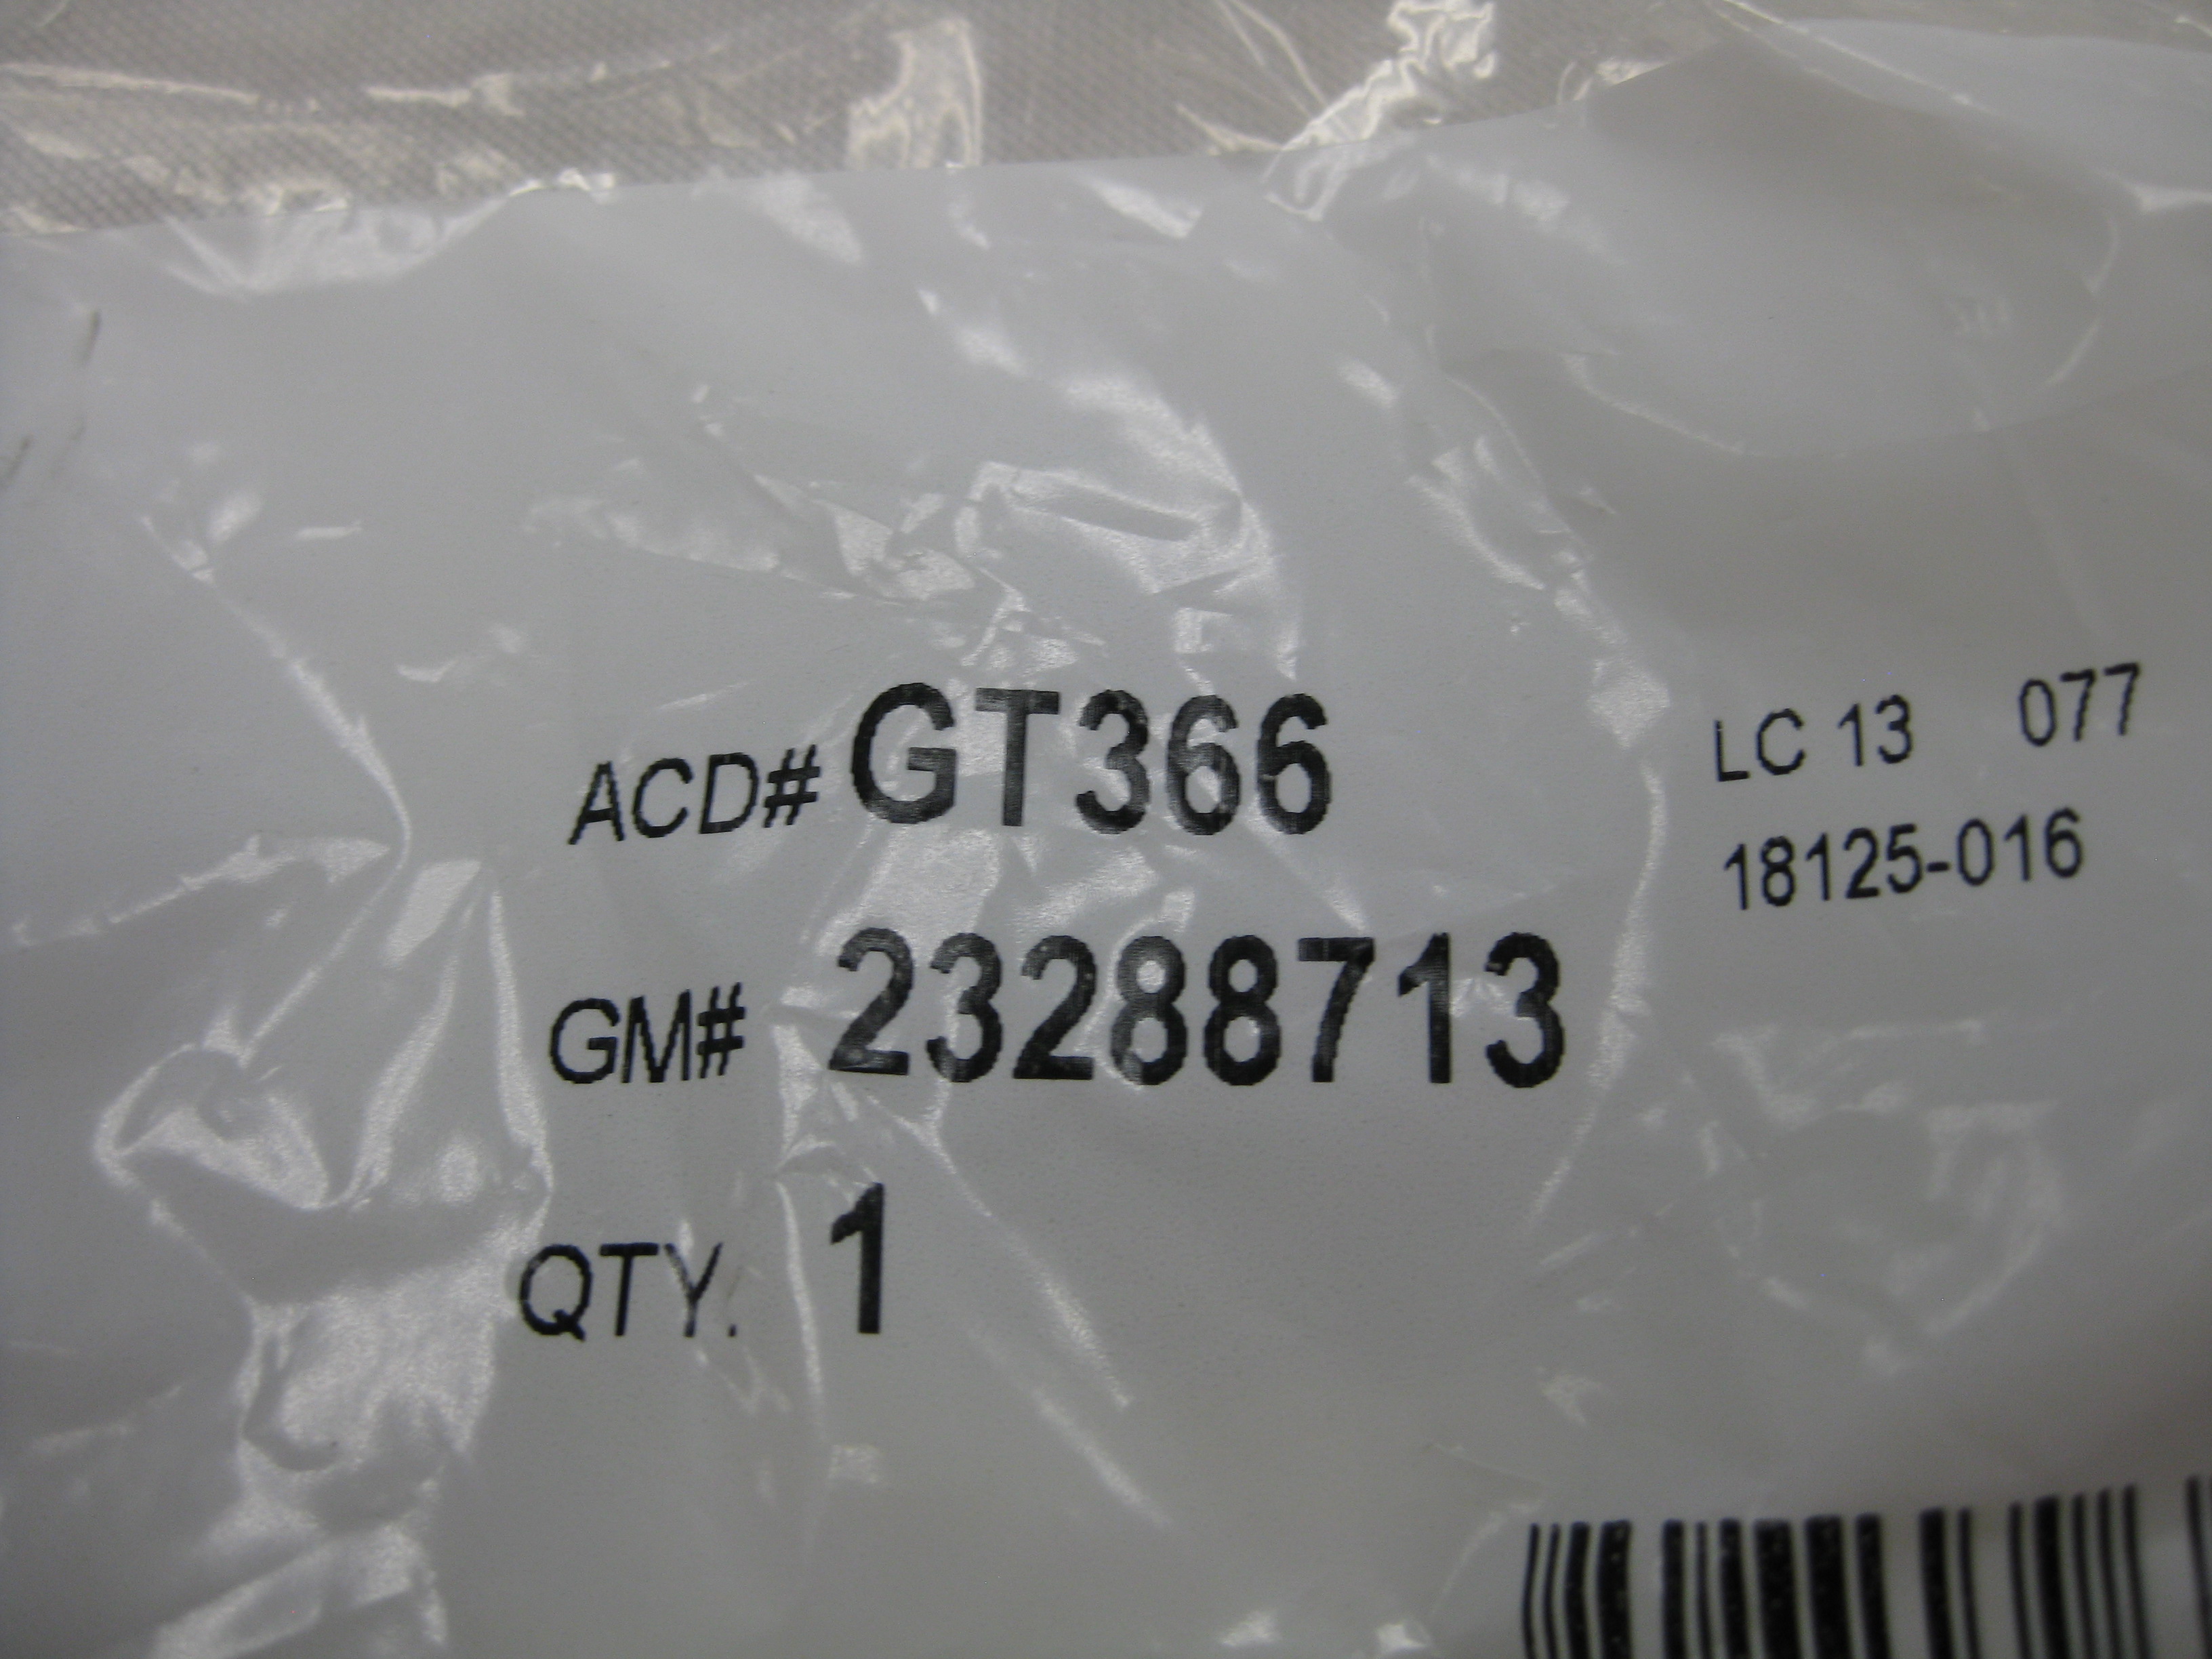 ACD# GT366
LC 13 077
18125-016
GM# 23288713
QTY. 1